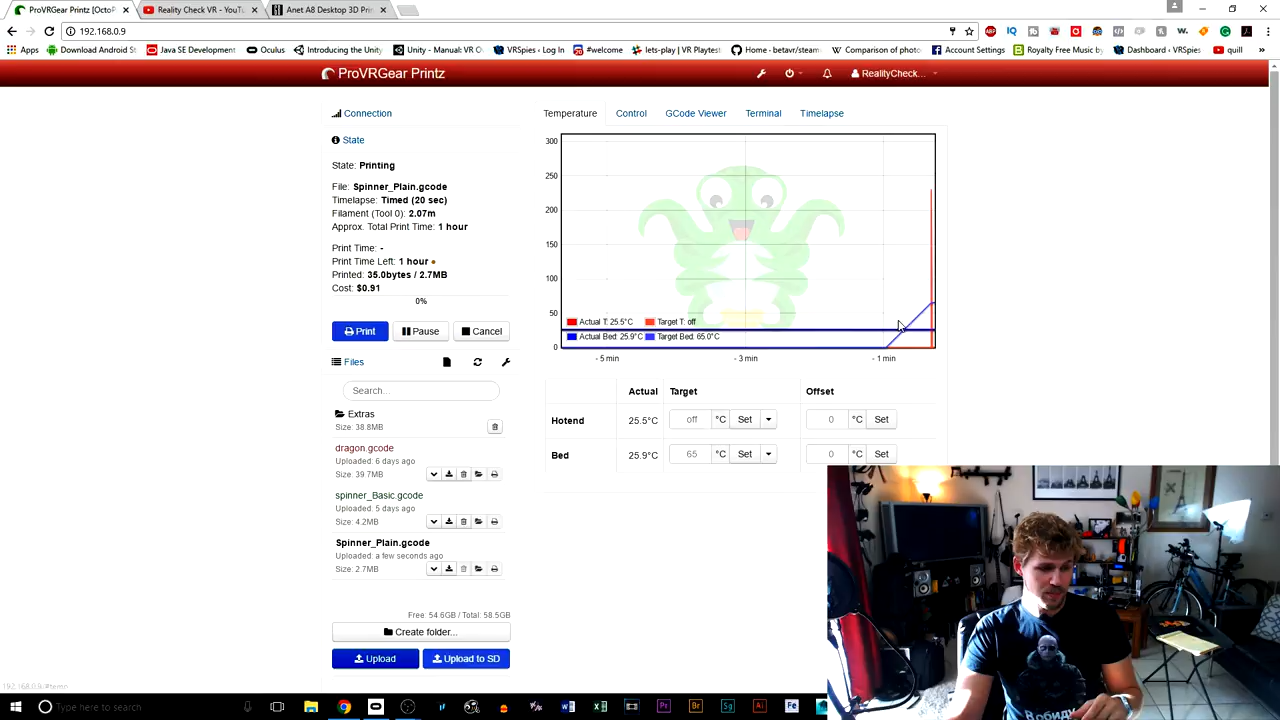 ProVRGear Printz [OctoP
Reality Check VR - YouTu
Anet A8 Desktop 3D Prin
192.168.0.9
Apps
Download Android S
Java SE Development
Oculus
Introducing the Unity
Unity - Manual: VR O
VRSpies › Log In
#welcome
lets-play | VR Playtest
Home · betavr/steamv
Comparison of photo
Account Settings
Royalty Free Music b
Dashboard ‹ VRSpies
quill
ProVRGear Printz
RealityCheck...
Connection
State
State: Printing
File: Spinner_Plain.gcode
Timelapse: Timed (20 sec)
Filament (Tool 0): 2.07m
Approx. Total Print Time: 1 hour
Print Time: -
Print Time Left: 1 hour
Printed: 35.0bytes / 2.7MB
Cost: $0.91
0%
Print
Pause
Cancel
Files
Search...
Extras
Size: 38.8MB
dragon.gcode
Uploaded: 6 days ago
Size: 39.7MB
spinner_Basic.gcode
Uploaded: 5 days ago
Size: 4.2MB
Spinner_Plain.gcode
Uploaded: a few seconds ago
Size: 2.7MB
Free: 54.6GB / Total: 58.5GB
Create folder...
Upload
Upload to SD
Temperature
Control
GCode Viewer
Terminal
Timelapse
300
250
200
150
100
50
0
Actual T: 25.5°C
Target T: off
Actual Bed: 25.9°C
Target Bed: 65.0°C
- 5 min
- 3 min
- 1 min
Actual
Target
Offset
Hotend
25.5°C
off
°C
Set
0
°C
Set
Bed
25.9°C
65
°C
Set
0
°C
Set
192.168.0.9/#temp
Type here to search